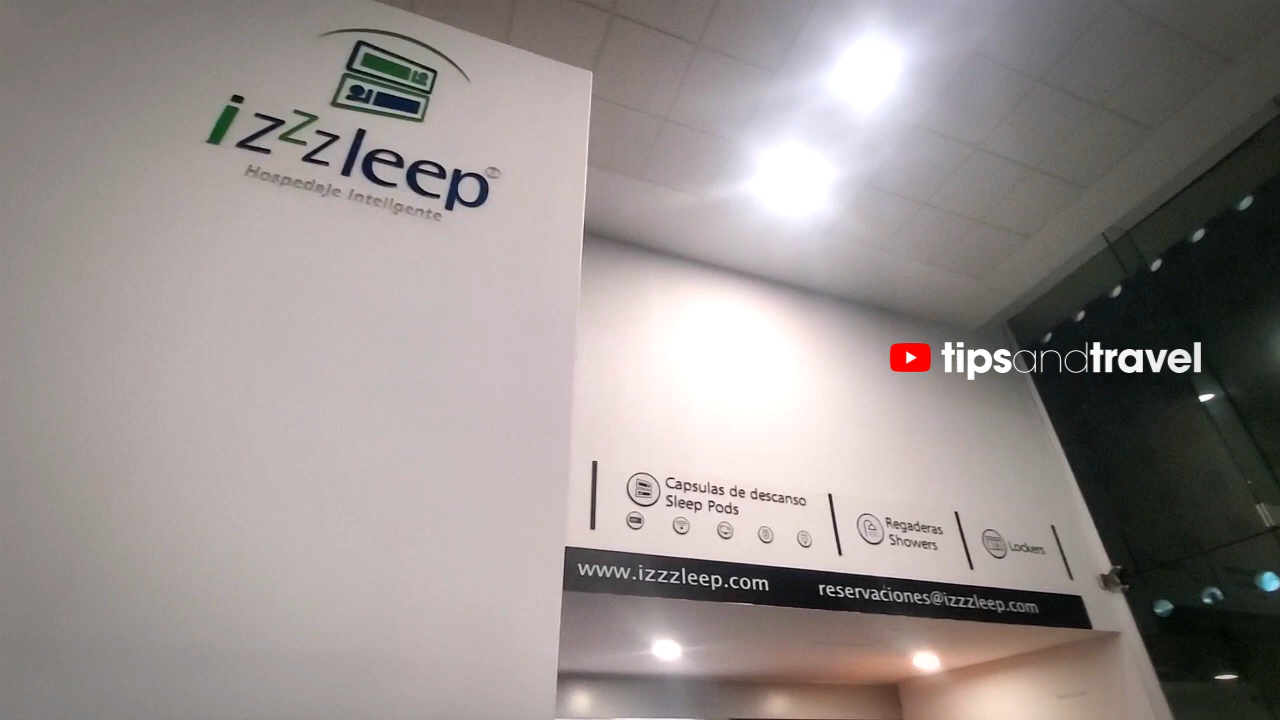 izzzleep
Hospedaje Inteligente
tipsandtravel
Capsulas de descanso
Sleep Pods
Regaderas
Showers
Lockers
www.izzzleep.com
reservaciones@izzzleep.com